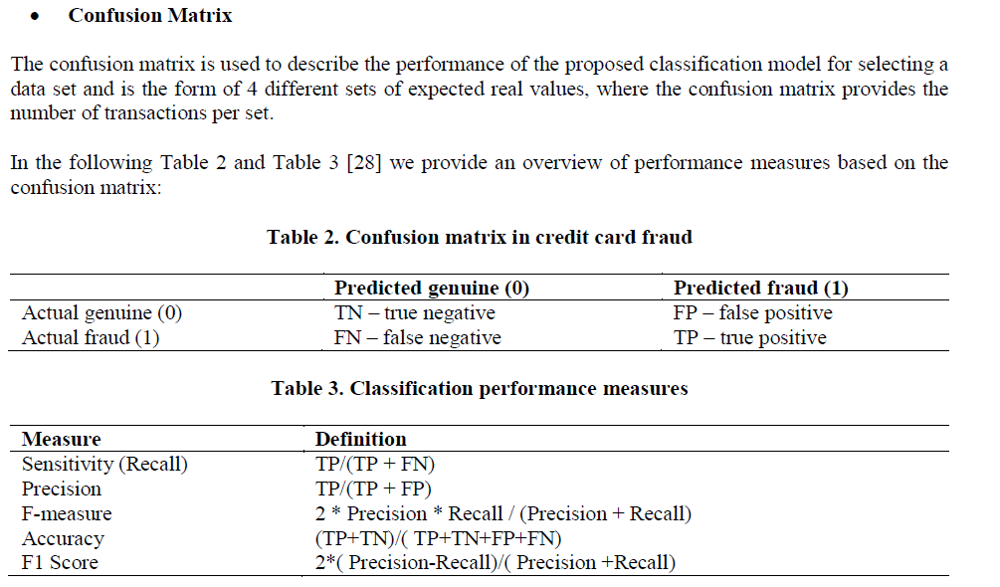 • Confusion Matrix
The confusion matrix is used to describe the performance of the proposed classification model for selecting a
data set and is the form of 4 different sets of expected real values, where the confusion matrix provides the
number of transactions per set.
In the following Table 2 and Table 3 [28] we provide an overview of performance measures based on the
confusion matrix:
Table 2. Confusion matrix in credit card fraud
Predicted genuine (0) Predicted fraud (1)
Actual genuine (0) TN – true negative FP – false positive
Actual fraud (1) FN – false negative TP – true positive
Table 3. Classification performance measures
Measure Definition
Sensitivity (Recall) TP/(TP + FN)
Precision TP/(TP + FP)
F-measure 2 * Precision * Recall / (Precision + Recall)
Accuracy (TP+TN)/( TP+TN+FP+FN)
F1 Score 2*( Precision-Recall)/( Precision +Recall)